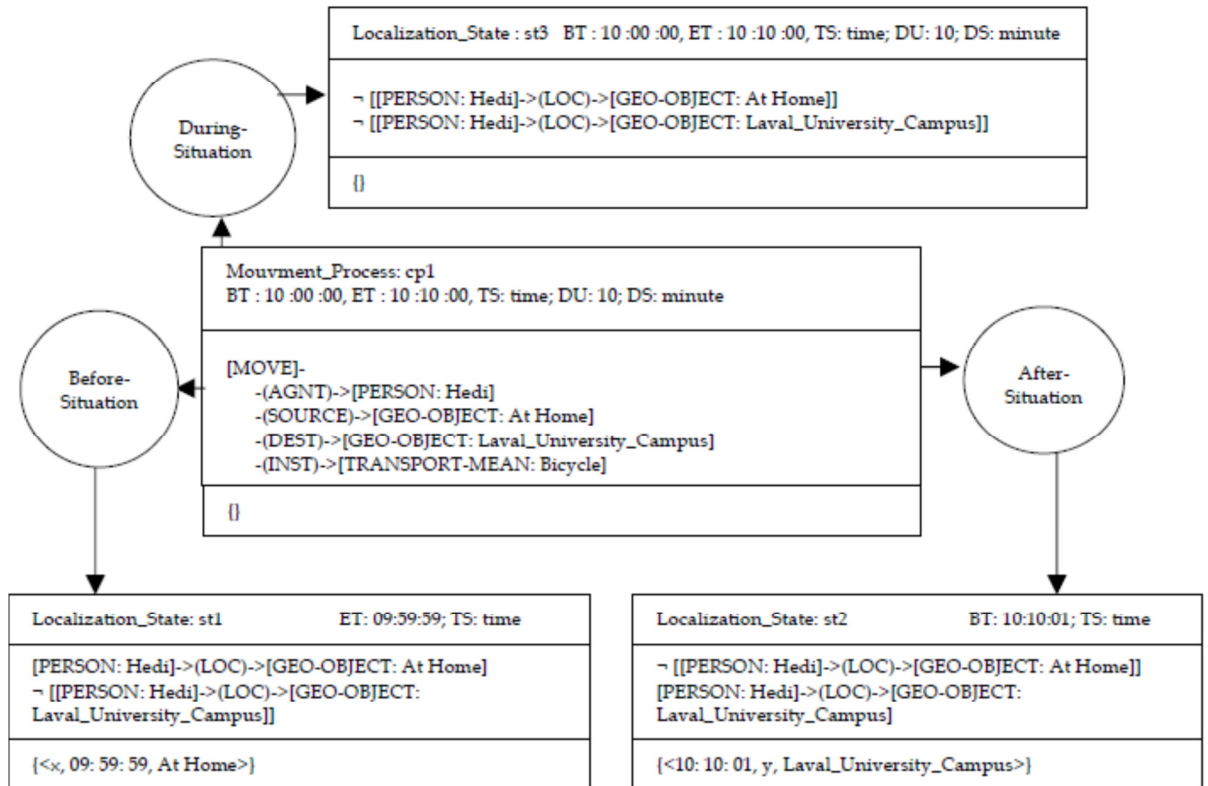 Localization_State : st3 BT : 10 :00 :00, ET : 10 :10 :00, TS: time; DU: 10; DS: minute
¬ [[PERSON: Hedi]->(LOC)->[GEO-OBJECT: At Home]]
¬ [[PERSON: Hedi]->(LOC)->[GEO-OBJECT: Laval_University_Campus]]
{}
During-
Situation
Mouvment_Process: cp1
BT : 10 :00 :00, ET : 10 :10 :00, TS: time; DU: 10; DS: minute
[MOVE]-
-(AGNT)->[PERSON: Hedi]
-(SOURCE)->[GEO-OBJECT: At Home]
-(DEST)->[GEO-OBJECT: Laval_University_Campus]
-(INST)->[TRANSPORT-MEAN: Bicycle]
{}
Before-
Situation
After-
Situation
Localization_State: st1 ET: 09:59:59; TS: time
[PERSON: Hedi]->(LOC)->[GEO-OBJECT: At Home]
¬ [[PERSON: Hedi]->(LOC)->[GEO-OBJECT:
Laval_University_Campus]]
{<x, 09: 59: 59, At Home>}
Localization_State: st2 BT: 10:10:01; TS: time
¬ [[PERSON: Hedi]->(LOC)->[GEO-OBJECT: At Home]]
[PERSON: Hedi]->(LOC)->[GEO-OBJECT:
Laval_University_Campus]
{<10: 10: 01, y, Laval_University_Campus>}